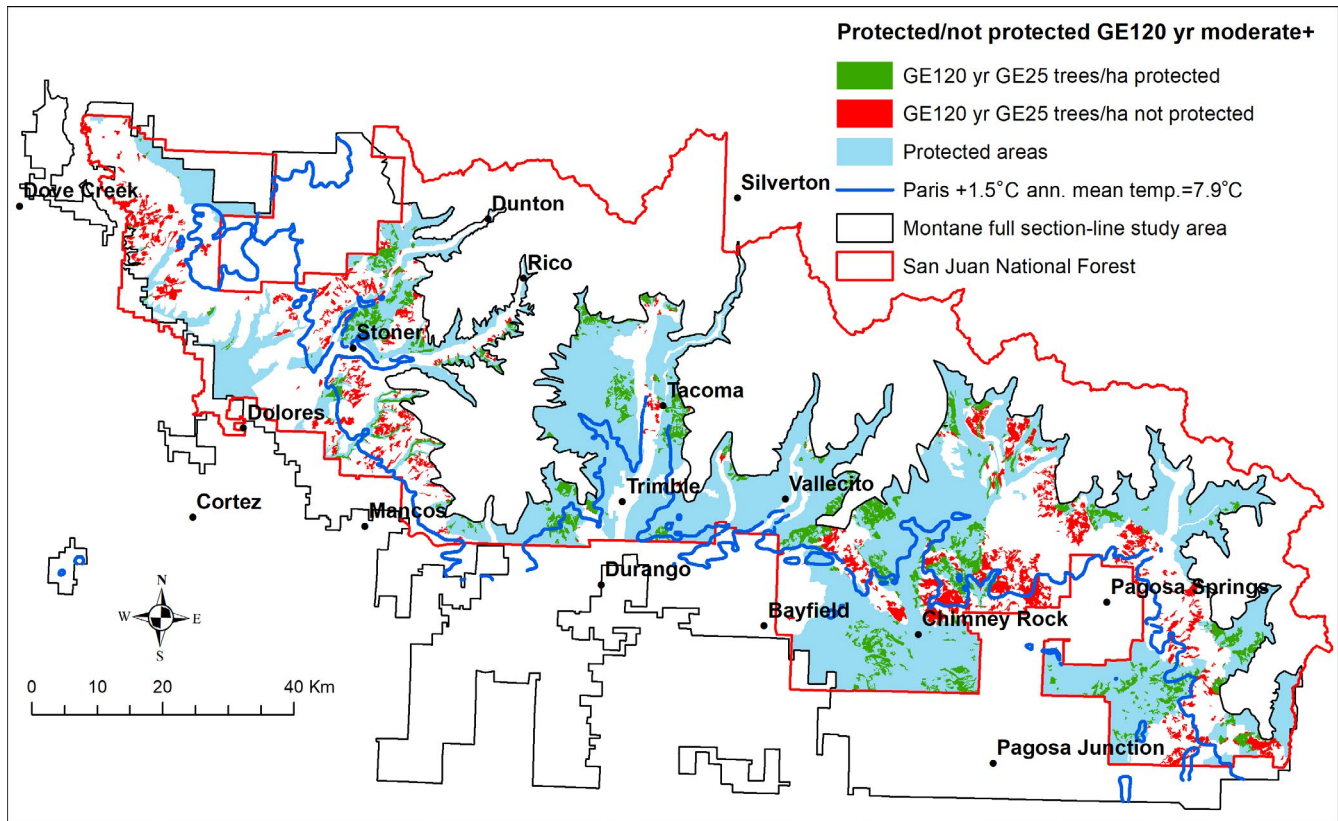 Protected/not protected GE120 yr moderate+
GE120 yr GE25 trees/ha protected
GE120 yr GE25 trees/ha not protected
Protected areas
Paris +1.5°C ann. mean temp.=7.9°C
Montane full section-line study area
San Juan National Forest
Silverton
Dove Creek
Dunton
Rico
Stoner
Tacoma
Dolores
Trimble
Vallecito
Cortez
Mancos
Durango
Pagosa Springs
Bayfield
Chimney Rock
Pagosa Junction
N
W E
S
0 10 20 40 Km